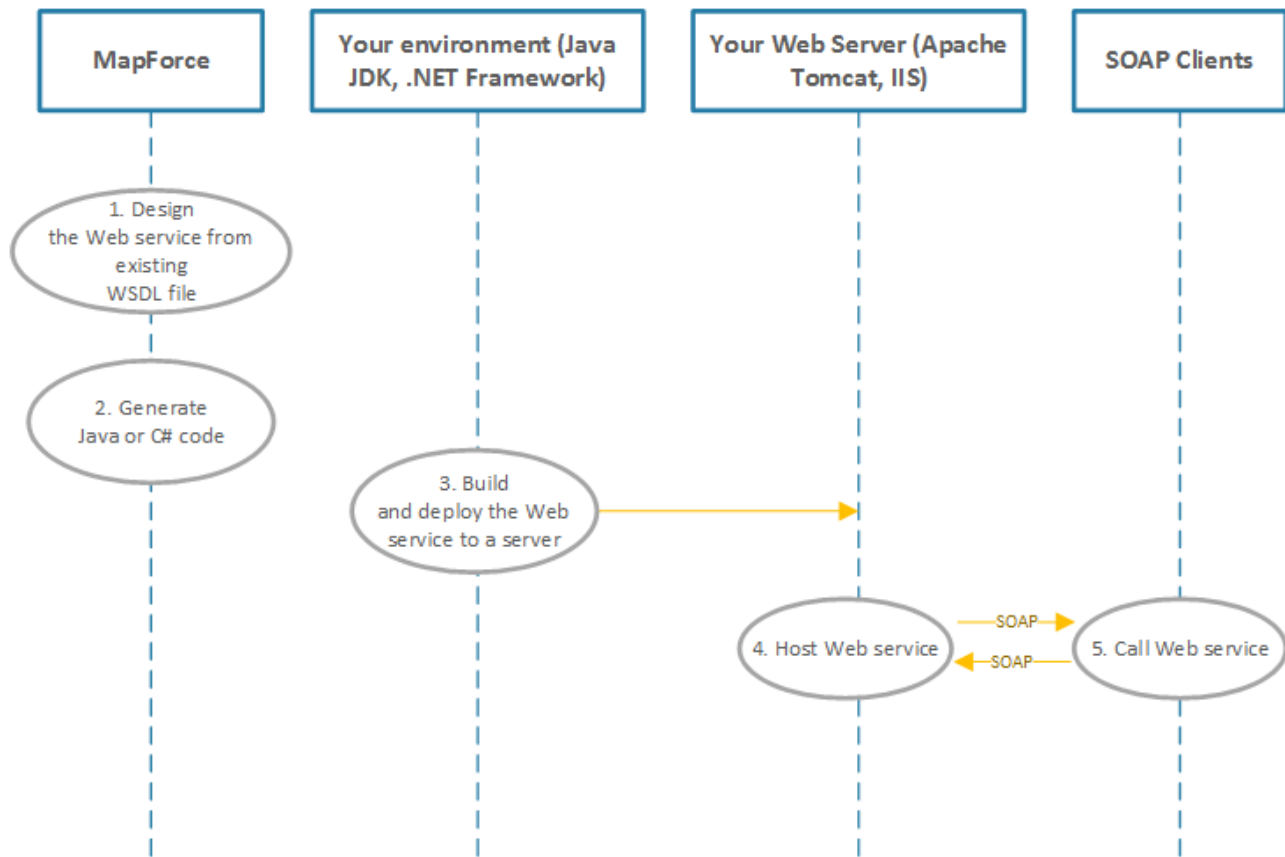 MapForce
Your environment (Java
JDK, .NET Framework)
Your Web Server (Apache
Tomcat, IIS)
SOAP Clients
1. Design
the Web service from
existing
WSDL file
2. Generate
Java or C# code
3. Build
and deploy the Web
service to a server
4. Host Web service
SOAP
SOAP
5. Call Web service